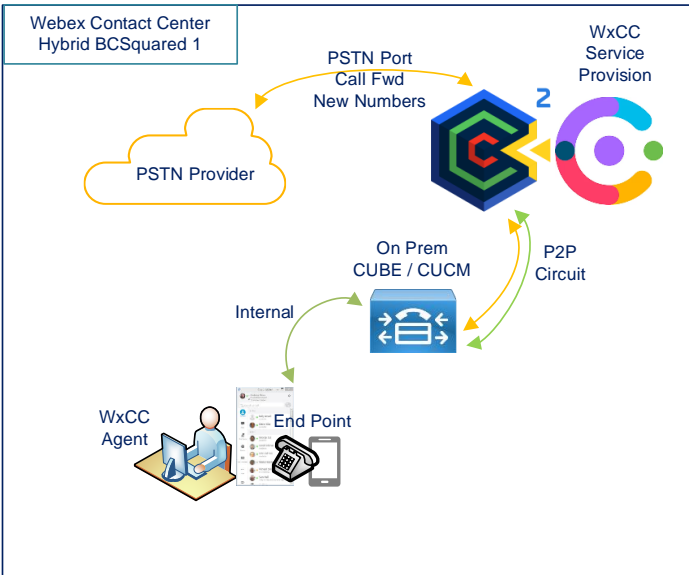 Webex Contact Center
Hybrid BCSquared 1
WxCC
Service
Provision
PSTN Port
Call Fwd
New Numbers
2
C
PSTN Provider
On Prem
CUBE / CUCM
P2P
Circuit
Internal
WxCC
Agent
End Point